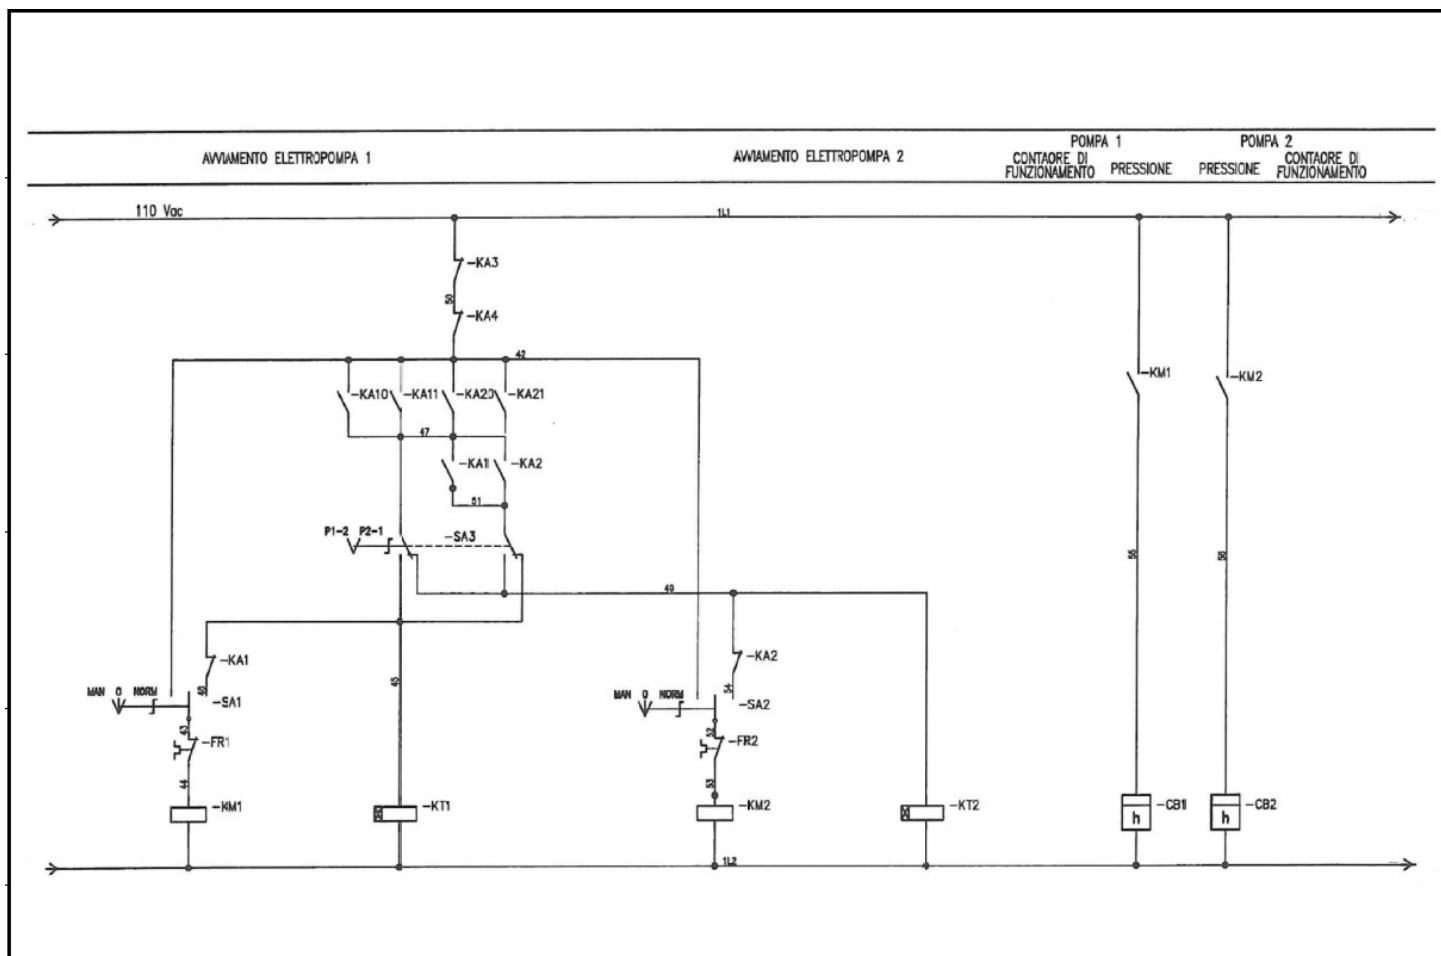 POMPA 1
POMPA 2
AVVIAMENTO ELETTROPOMPA 1
AVVIAMENTO ELETTROPOMPA 2
CONTAORE DI
FUNZIONAMENTO
PRESSIONE
PRESSIONE
CONTAORE DI
FUNZIONAMENTO
110 Vac
1L1
-KA3
50
-KA4
42
-KM1
-KM2
-KA10
-KA11
-KA20
-KA21
47
-KA1
-KA2
51
P1-2 P2-1
-SA3
55
56
49
-KA1
-KA2
46
45
54
MAN 0 NORM
-SA1
MAN 0 NORM
-SA2
43
-FR1
52
-FR2
44
53
-KM1
-KT1
-KM2
-KT2
-CB1
-CB2
h
h
1L2